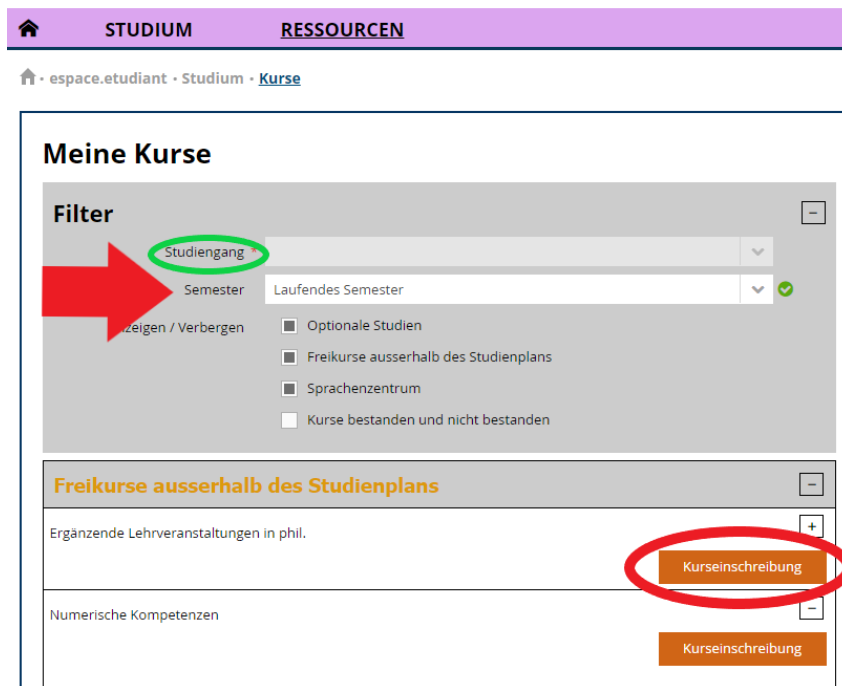 STUDIUM RESSOURCEN
espace.etudiant · Studium · Kurse
Meine Kurse
Filter
Studiengang *
Semester Laufendes Semester
zeigen / Verbergen Optionale Studien
Freikurse ausserhalb des Studienplans
Sprachenzentrum
Kurse bestanden und nicht bestanden
Freikurse ausserhalb des Studienplans
Ergänzende Lehrveranstaltungen in phil.
Kurseinschreibung
Numerische Kompetenzen
Kurseinschreibung